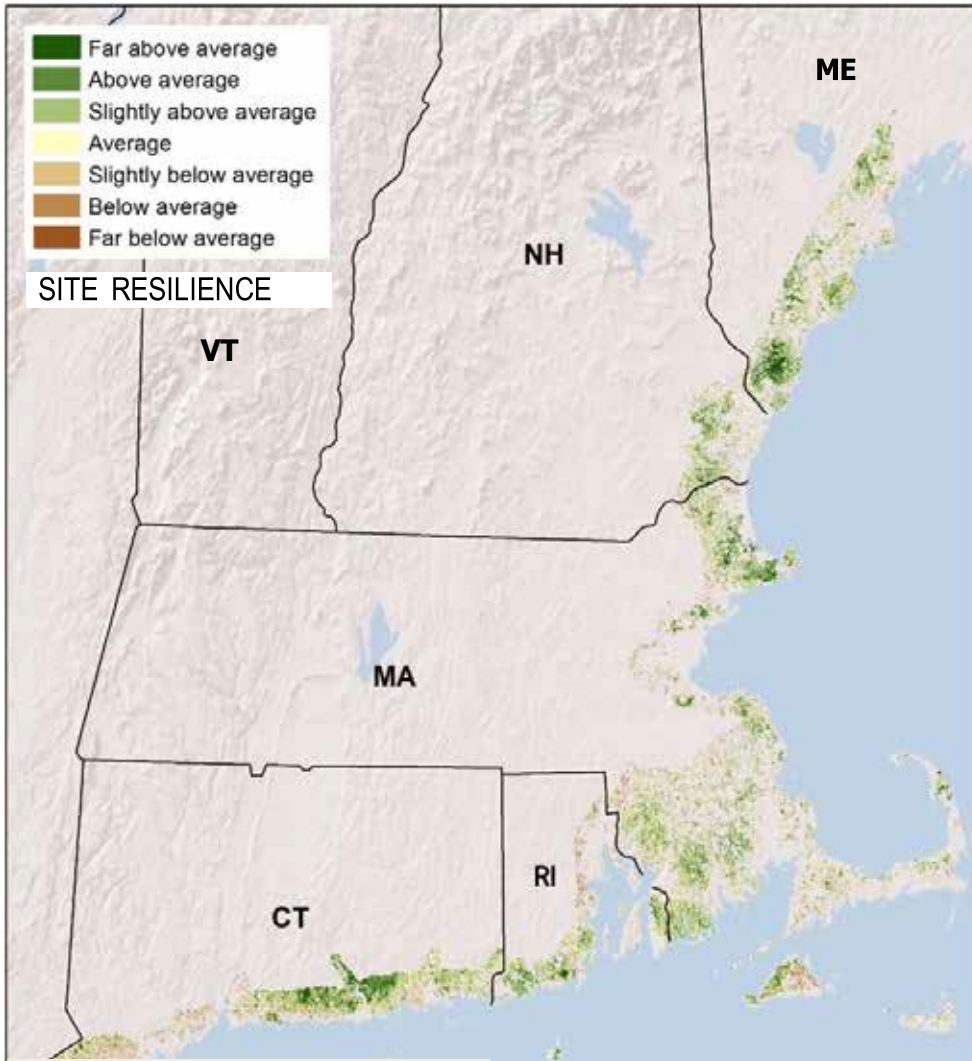 Far above average
Above average
Slightly above average
Average
Slightly below average
Below average
Far below average
SITE RESILIENCE
ME
NH
VT
MA
RI
CT